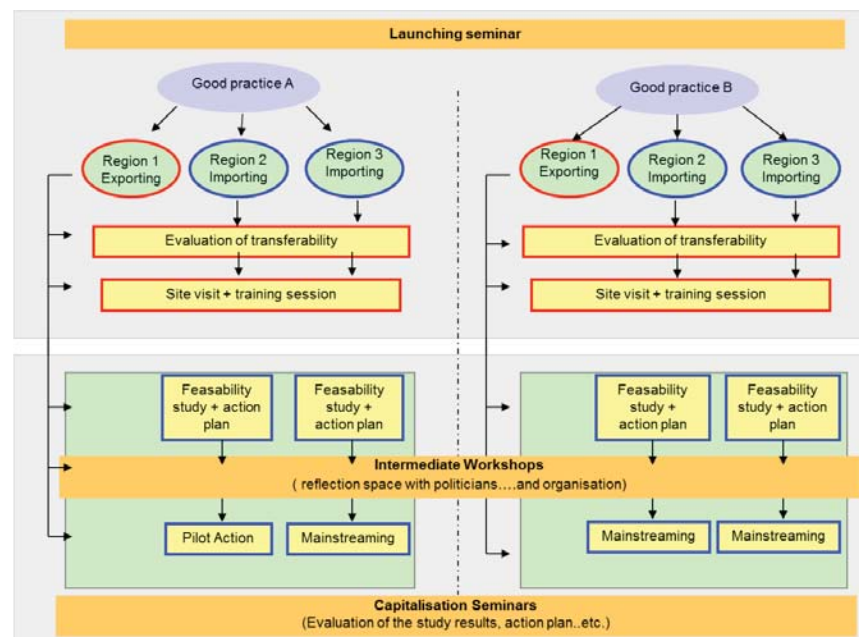 Launching seminar
Good practice A
Good practice B
Region 1
Exporting
Region 2
Importing
Region 3
Importing
Region 1
Exporting
Region 2
Importing
Region 3
Importing
Evaluation of transferability
Evaluation of transferability
Site visit + training session
Site visit + training session
Feasability
study + action
plan
Feasability
study +
action plan
Feasability
study +
action plan
Feasability
study + action
plan
Intermediate Workshops
( reflection space with politicians....and organisation)
Pilot Action
Mainstreaming
Mainstreaming
Mainstreaming
Capitalisation Seminars
(Evaluation of the study results, action plan..etc.)